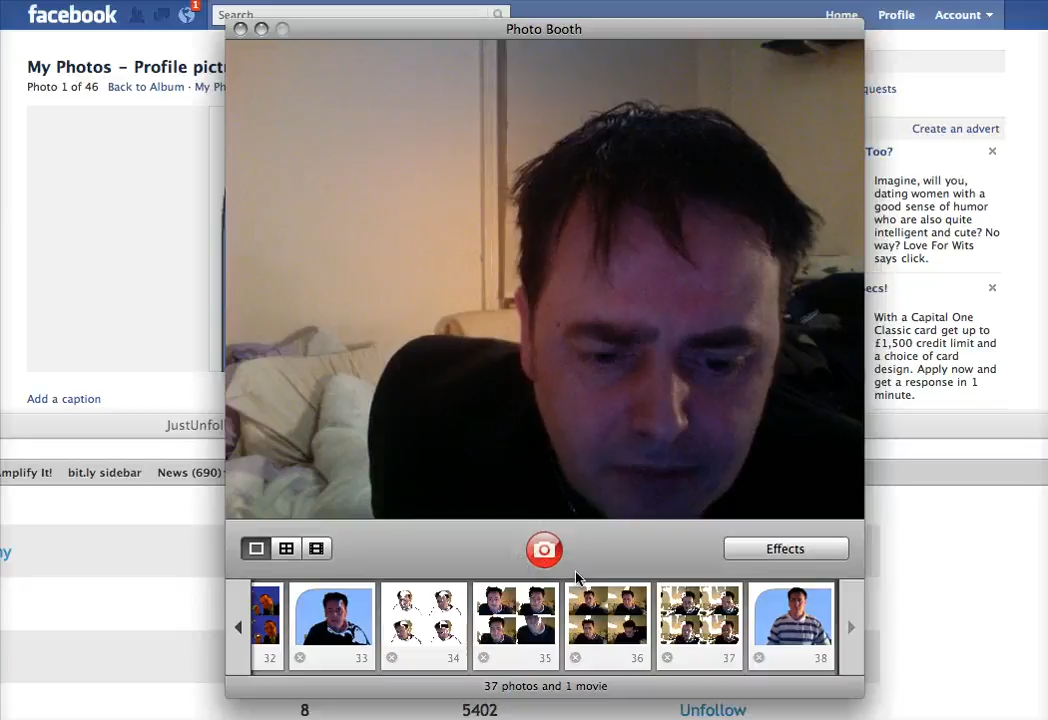 facebook
1
Search
Home
Profile
Account
Photo Booth
My Photos – Profile pict
Photo 1 of 46
Back to Album · My Ph
quests
Create an advert
Too?
Imagine, will you,
dating women with a
good sense of humor
who are also quite
intelligent and cute? No
way? Love For Wits
says click.
ecs!
With a Capital One
Classic card get up to
£1,500 credit limit and
a choice of card
design. Apply now and
get a response in 1
minute.
Add a caption
JustUnfol
mplify It!
bit.ly sidebar
News (690)
ny
Effects
32
33
34
35
36
37
38
37 photos and 1 movie
8
5402
Unfollow